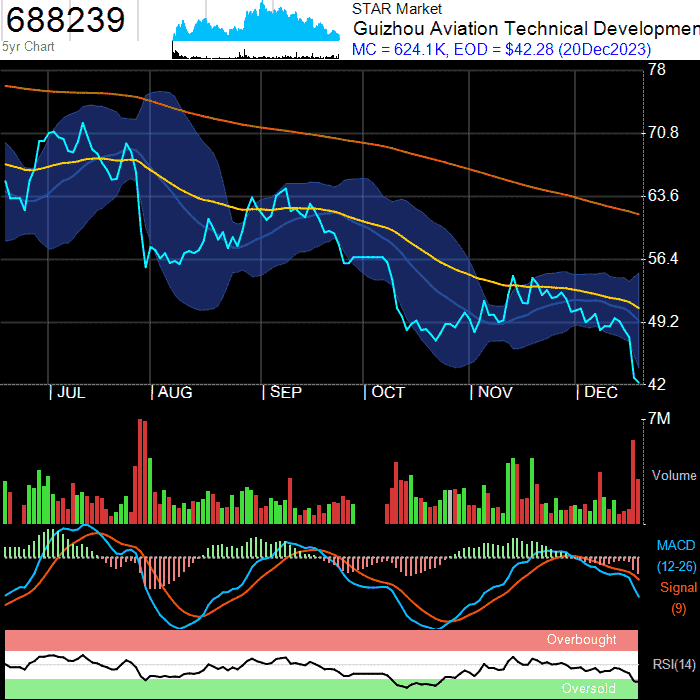 688239
5yr Chart
STAR Market
Guizhou Aviation Technical Developmen
MC = 624.1K, EOD = $42.28 (20Dec2023)
78
70.8
63.6
56.4
49.2
42
| JUL | AUG | SEP | OCT | NOV | DEC
7M
Volume
MACD
(12-26)
Signal
(9)
Overbought
RSI(14)
Oversold